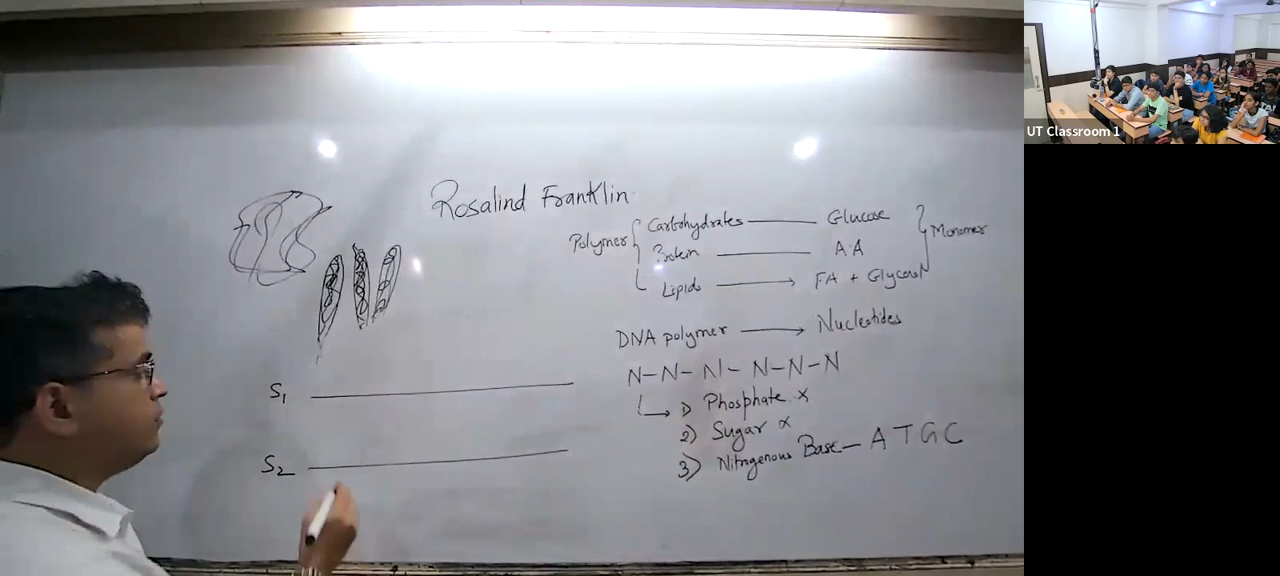 Rosalind Franklin
Polymer
Carbohydrates
Glucose
Monomer
Protein
A.A
Lipids
FA + Glycerol
DNA polymer
Nucleotides
N-N-N-N-N-N
1) Phosphate x
2) Sugar x
3) Nitrogenous Base- A T G C
S1
S2
UT Classroom 1